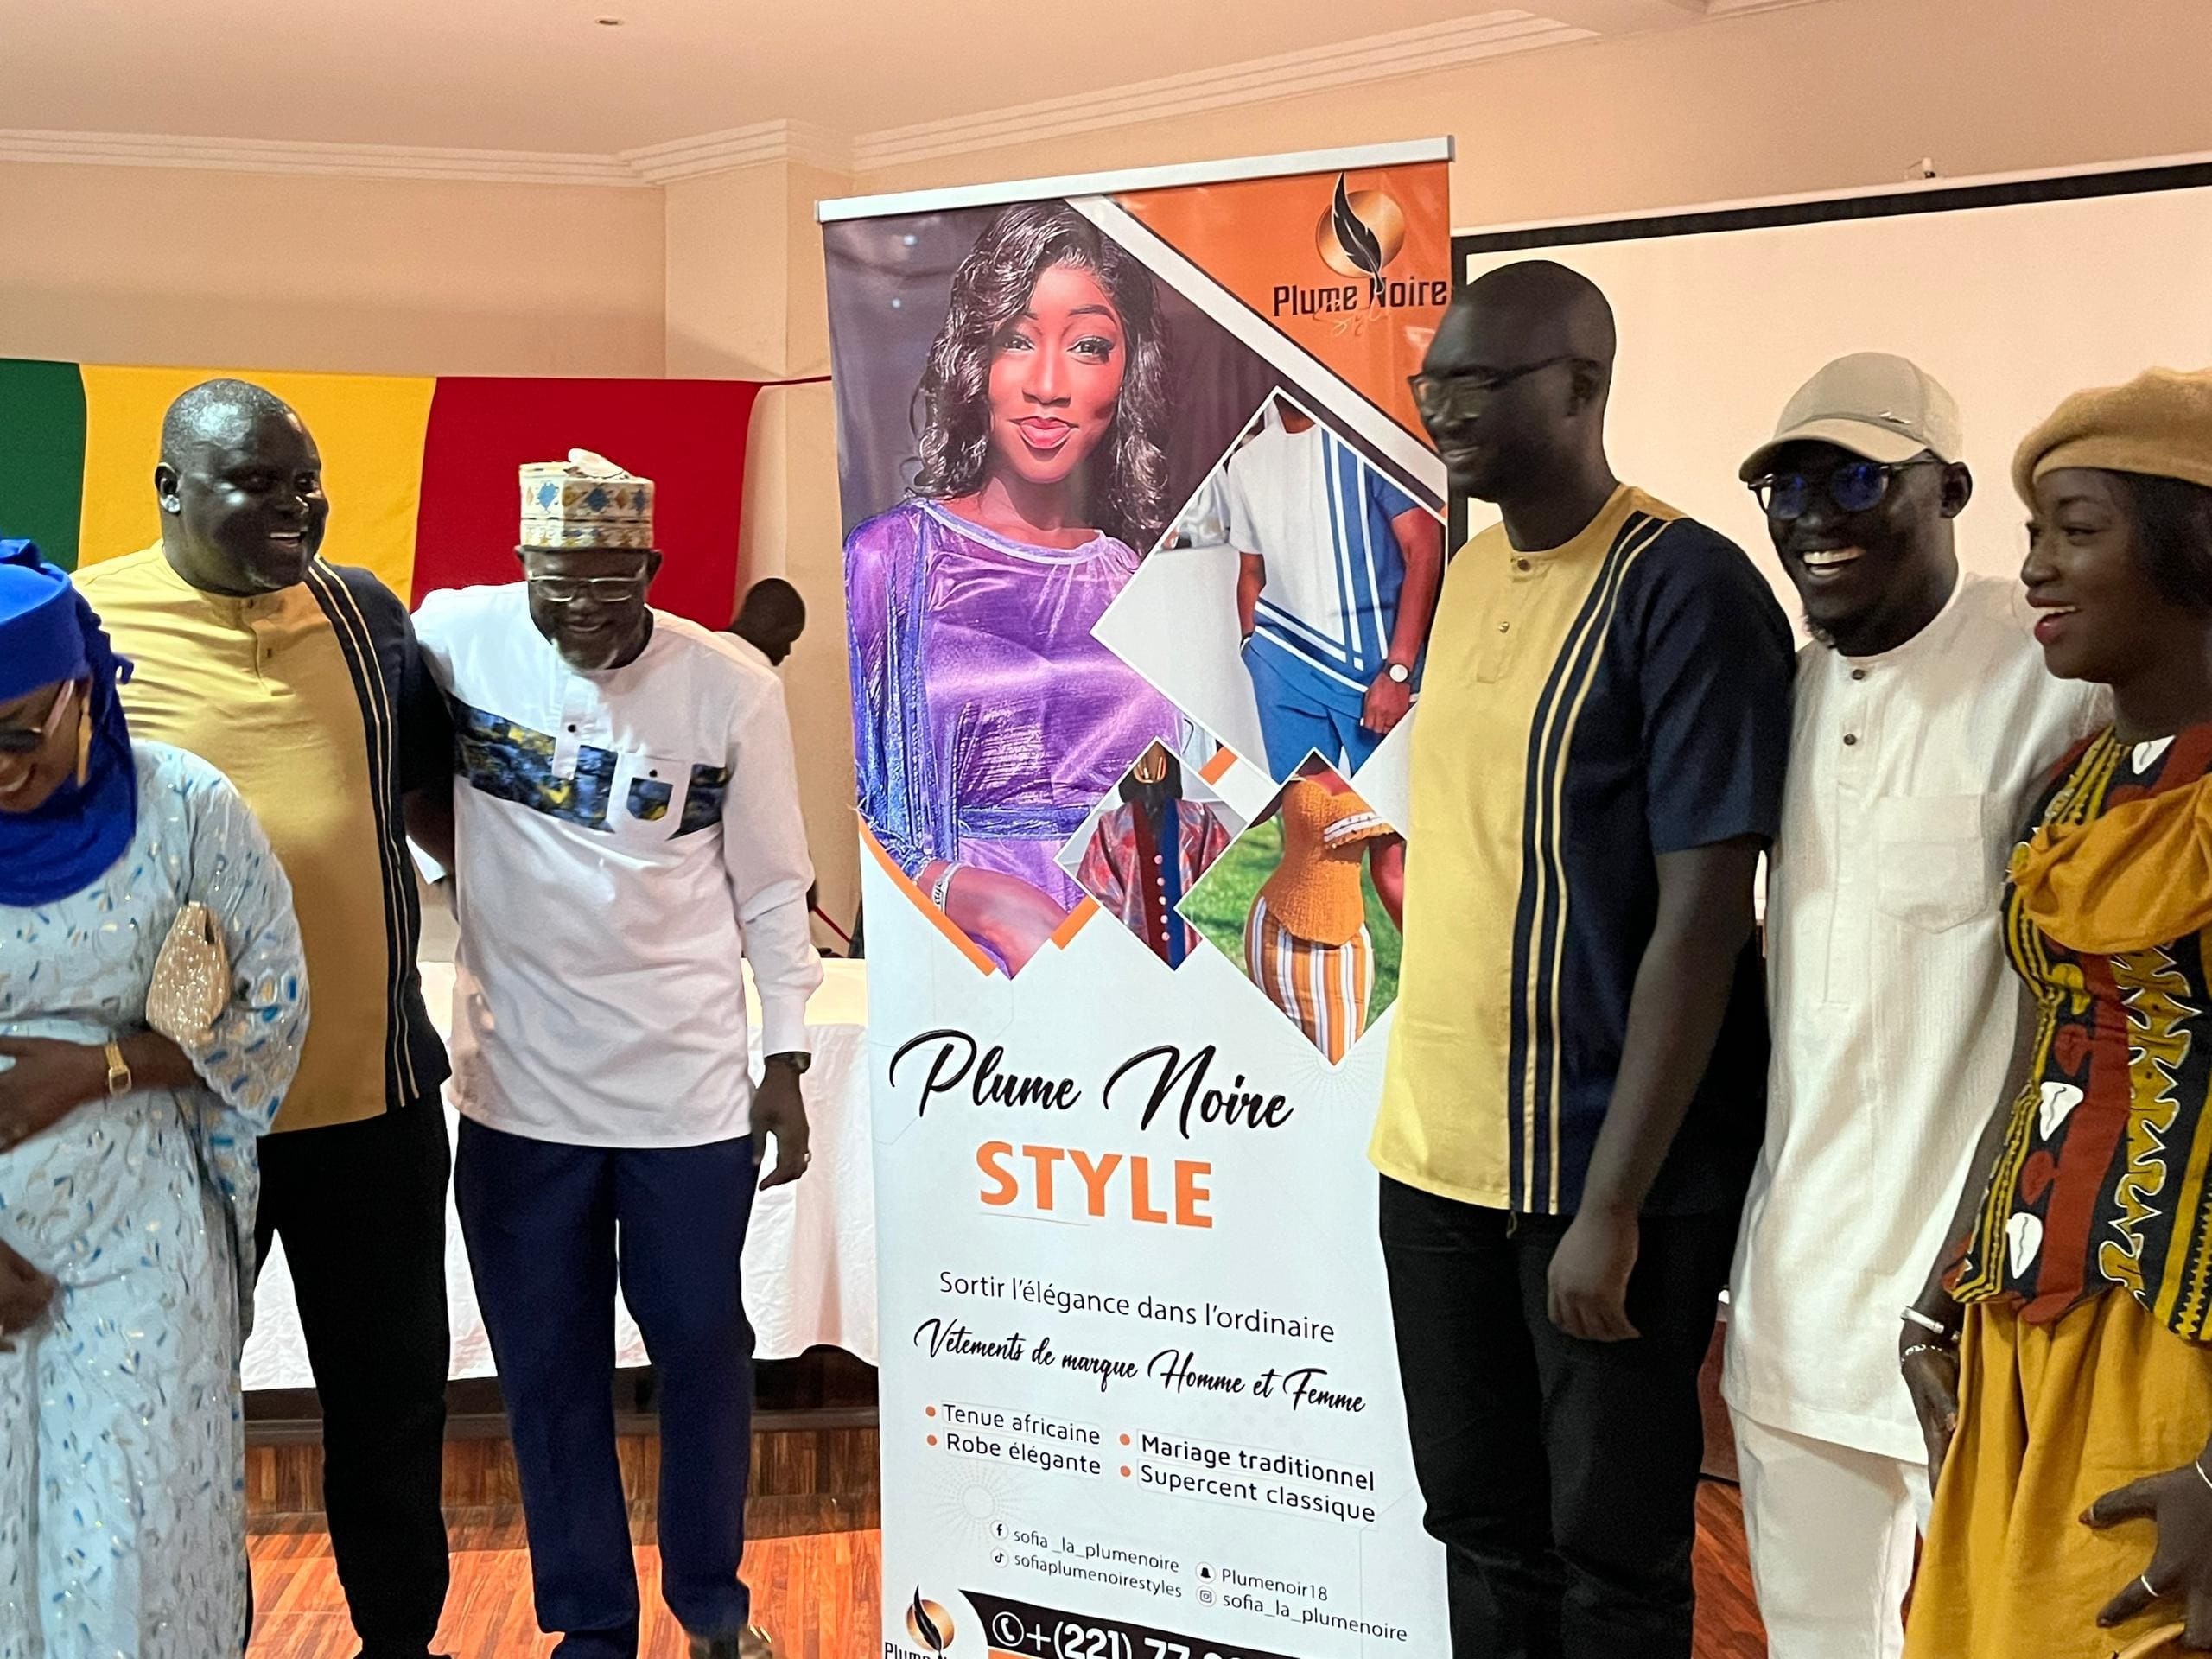 Plume Noire
Plume Noire
STYLE
Sortir l'élégance dans l'ordinaire
Vêtements de marque Homme et Femme
Tenue africaine
Robe élégante
Mariage traditionnel
Supercent classique
sofia _la_plumenoire
sofiaplumenoirestyles
Plumenoir18
sofia_la_plumenoire
+(221) 77
Plume